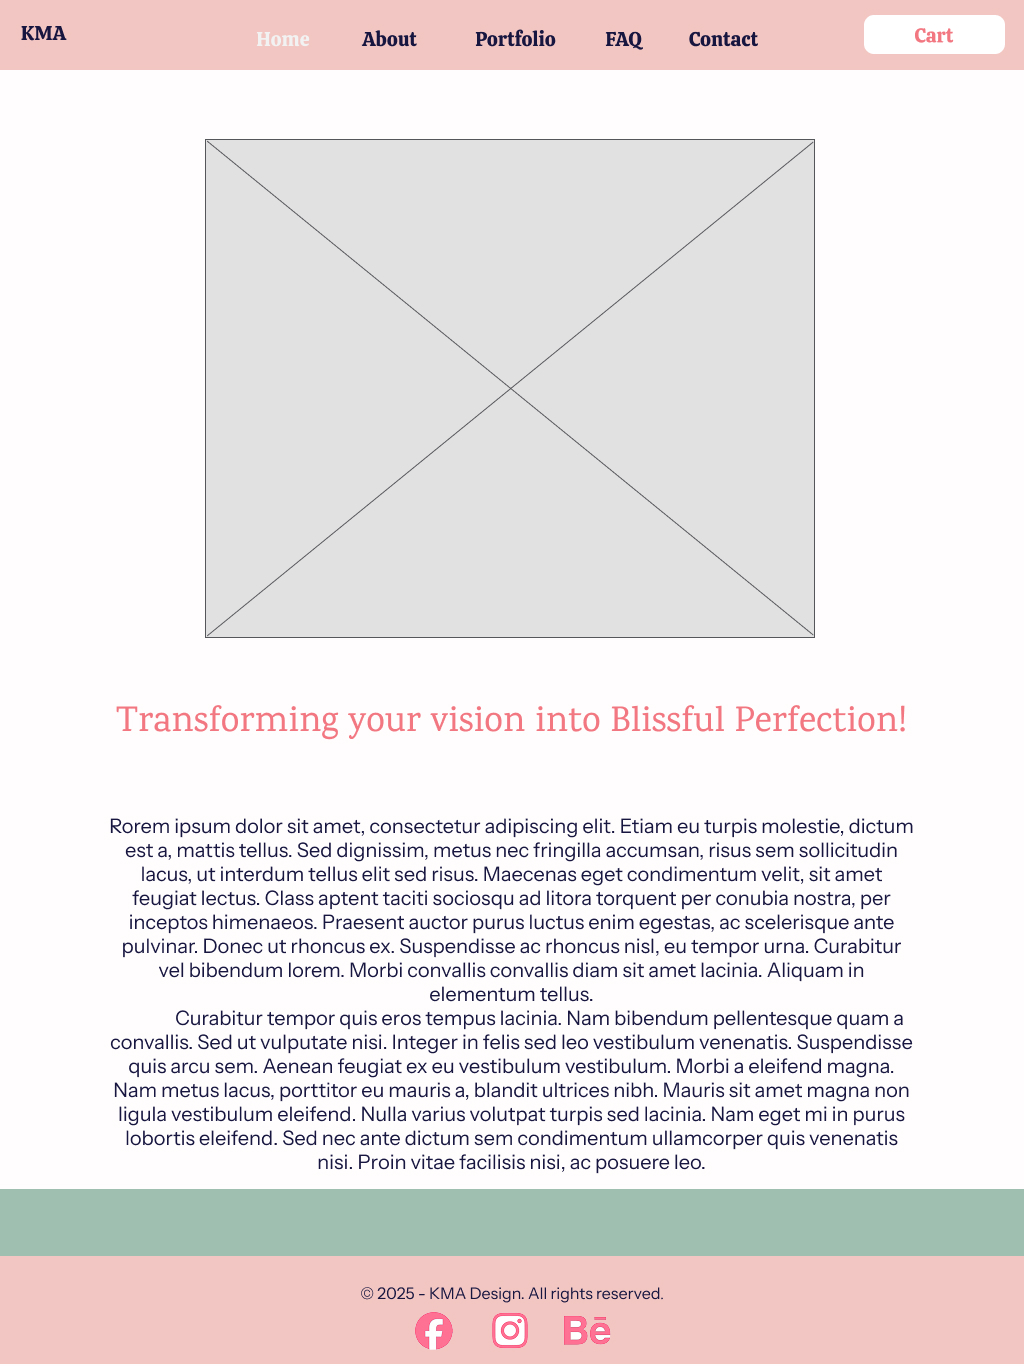 KMA
Home
About
Portfolio
FAQ
Contact
Cart
Transforming your vision into Blissful Perfection!
Rorem ipsum dolor sit amet, consectetur adipiscing elit. Etiam eu turpis molestie, dictum
est a, mattis tellus. Sed dignissim, metus nec fringilla accumsan, risus sem sollicitudin
lacus, ut interdum tellus elit sed risus. Maecenas eget condimentum velit, sit amet
feugiat lectus. Class aptent taciti sociosqu ad litora torquent per conubia nostra, per
inceptos himenaeos. Praesent auctor purus luctus enim egestas, ac scelerisque ante
pulvinar. Donec ut rhoncus ex. Suspendisse ac rhoncus nisl, eu tempor urna. Curabitur
vel bibendum lorem. Morbi convallis convallis diam sit amet lacinia. Aliquam in
elementum tellus.
Curabitur tempor quis eros tempus lacinia. Nam bibendum pellentesque quam a
convallis. Sed ut vulputate nisi. Integer in felis sed leo vestibulum venenatis. Suspendisse
quis arcu sem. Aenean feugiat ex eu vestibulum vestibulum. Morbi a eleifend magna.
Nam metus lacus, porttitor eu mauris a, blandit ultrices nibh. Mauris sit amet magna non
ligula vestibulum eleifend. Nulla varius volutpat turpis sed lacinia. Nam eget mi in purus
lobortis eleifend. Sed nec ante dictum sem condimentum ullamcorper quis venenatis
nisi. Proin vitae facilisis nisi, ac posuere leo.
© 2025 - KMA Design. All rights reserved.
Bē